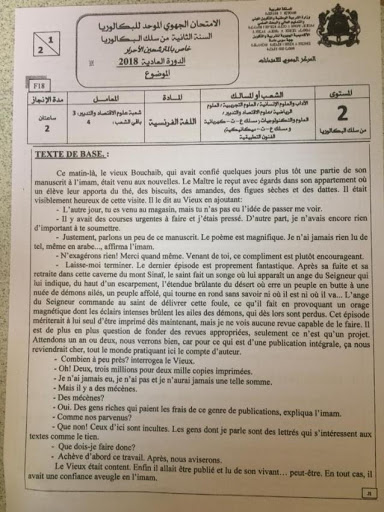 الامتحان الجهوي الموحد للبكالوريا
السنة الثانية من سلك البكالوريا
خاص بالمترشحين الأحرار
الدورة العادية 2018
الموضوع
1
2
F18
المستوى
الشعب أو المسالك
المادة
المعامل
مدة الإنجاز
2
من سلك البكالوريا
اللغة الفرنسية
شعبة علوم الاقتصاد والتدبير: 3
باقي الشعب: 4
ساعتان
2
TEXTE DE BASE :
Ce matin-là, le vieux Bouchaïb, qui avait confié quelques jours plus tôt une partie de son
manuscrit à l'imam, était venu aux nouvelles. Le Maître le reçut avec égards dans son appartement où
un élève leur apporta du thé, des biscuits, des amandes, des figues sèches et des dattes. Il était
visiblement heureux de cette visite. Il le dit au Vieux en ajoutant:
- L'autre jour, tu es venu au magasin, mais tu n'as pas eu l'idée de passer me voir.
- Il y avait des courses urgentes à faire et j'étais pressé. D'autre part, je n'avais encore rien
d'important à te soumettre.
- Justement, parlons un peu de ce manuscrit. Le poème est magnifique. Je n'ai jamais rien lu de
tel, même en arabe..., affirma l'imam.
- N'exagérons rien! Merci quand même. Venant de toi, ce compliment est plutôt encourageant.
- Laisse-moi terminer. Le dernier épisode est proprement fantastique. Après sa fuite et sa
retraite dans cette caverne du mont Sinaï, le saint fait un songe où lui apparaît un ange du Seigneur qui
lui indique, du haut d'un escarpement, l'étendue brûlante du désert où erre un peuple en butte à une
nuée de démons ailés, un peuple affolé, qui tourne en rond sans savoir ni où il est ni où il va... L'ange
du Seigneur commande au saint de délivrer cette foule, ce qu'il fait en provoquant un orage
magnétique dont les éclairs intenses brûlent les ailes des démons, qui dès lors sont perdus. Cet épisode
mériterait à lui seul d'être imprimé dès maintenant, mais je ne vois aucune revue capable de le faire. Il
est de plus en plus question de fonder des revues appropriées, seulement ce n'est qu'un projet.
Attendons un an ou deux, nous verrons bien, car pour ce qui est d'une publication intégrale, ça nous
reviendrait cher, tout le monde pratiquant ici le compte d'auteur.
- Combien à peu près? interrogea le Vieux.
- Oh! Deux, trois millions pour deux mille copies imprimées.
- Je n'ai jamais eu, je n'ai pas et je n'aurai jamais une telle somme.
- Mais il y a des mécènes.
- Des mécènes?
- Oui. Des gens riches qui paient les frais de ce genre de publications, expliqua l'imam.
- Comme nos parvenus?
- Que non! Ceux d'ici sont incultes. Les gens dont je parle sont des lettrés qui s'intéressent aux
textes comme le tien.
- Que dois-je faire donc?
- Achève d'abord ce travail. Après, nous aviserons.
Le Vieux était content. Enfin il allait être publié et lu de son vivant... peut-être. En tout cas, il
avait une confiance aveugle en l'imam.